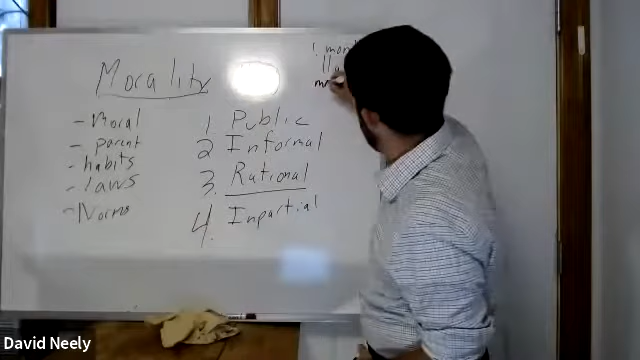 Morality
- Moral
- parent
- habits
- laws
- Norms
1 Public
2 Informal
3. Rational
4. Impartial
David Neely